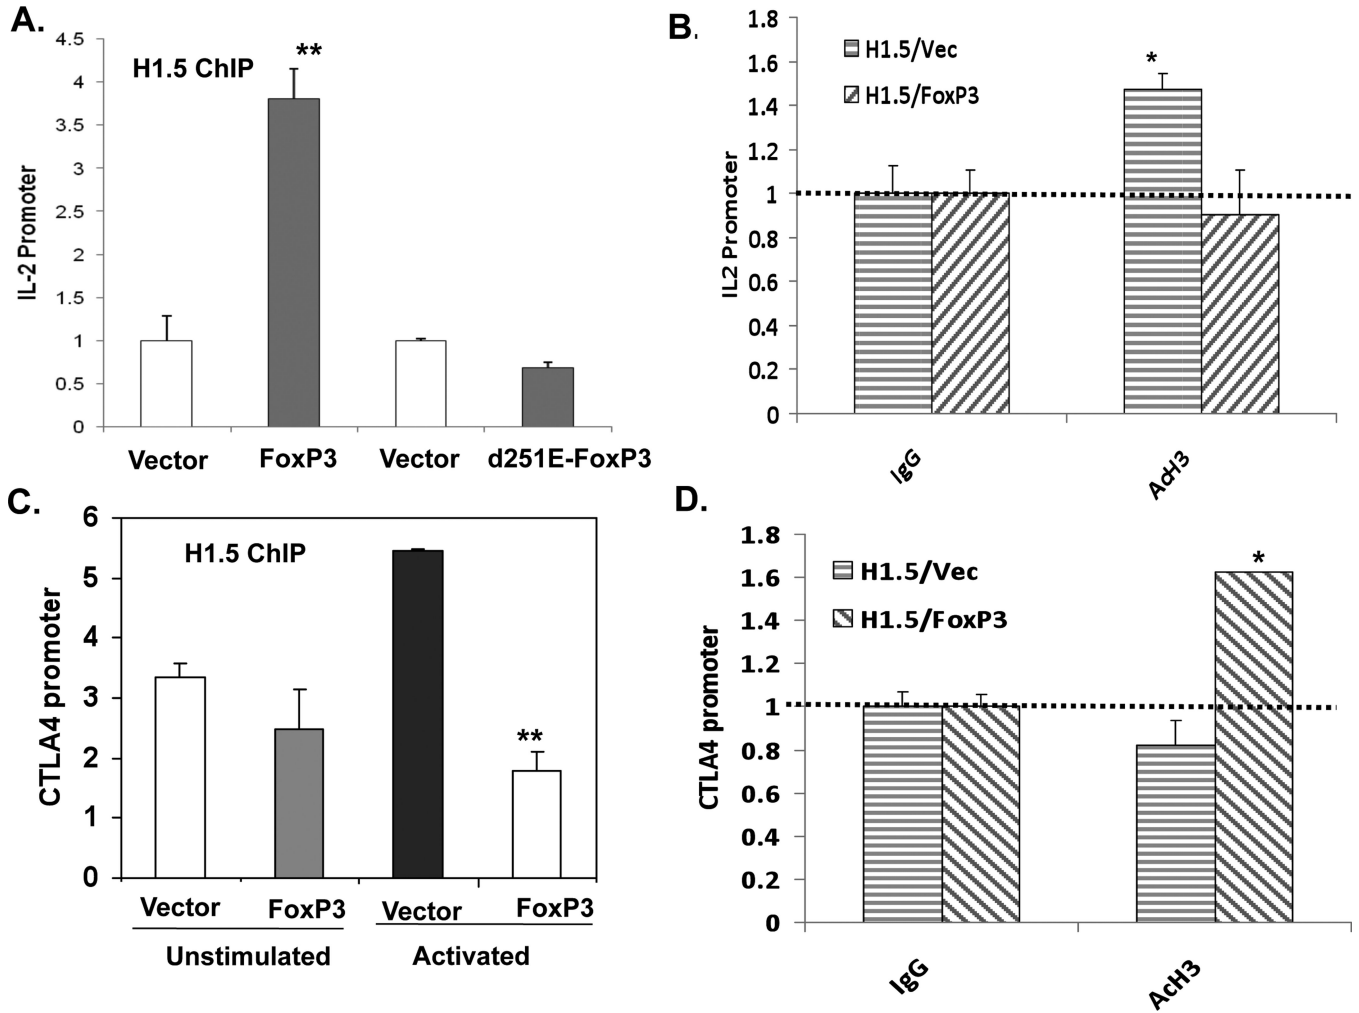 A.
4.5
4
3.5
3
2.5
2
1.5
1
0.5
0
IL-2 Promoter
H1.5 ChIP
**
Vector
FoxP3
Vector
d251E-FoxP3
B.
1.8
1.6
1.4
1.2
1
0.8
0.6
0.4
0.2
0
IL2 Promoter
H1.5/Vec
H1.5/FoxP3
*
IgG
AcH3
C.
6
5
4
3
2
1
0
CTLA4 promoter
H1.5 ChIP
**
Vector
FoxP3
Vector
FoxP3
Unstimulated
Activated
D.
1.8
1.6
1.4
1.2
1
0.8
0.6
0.4
0.2
0
CTLA4 promoter
H1.5/Vec
H1.5/FoxP3
*
IgG
AcH3